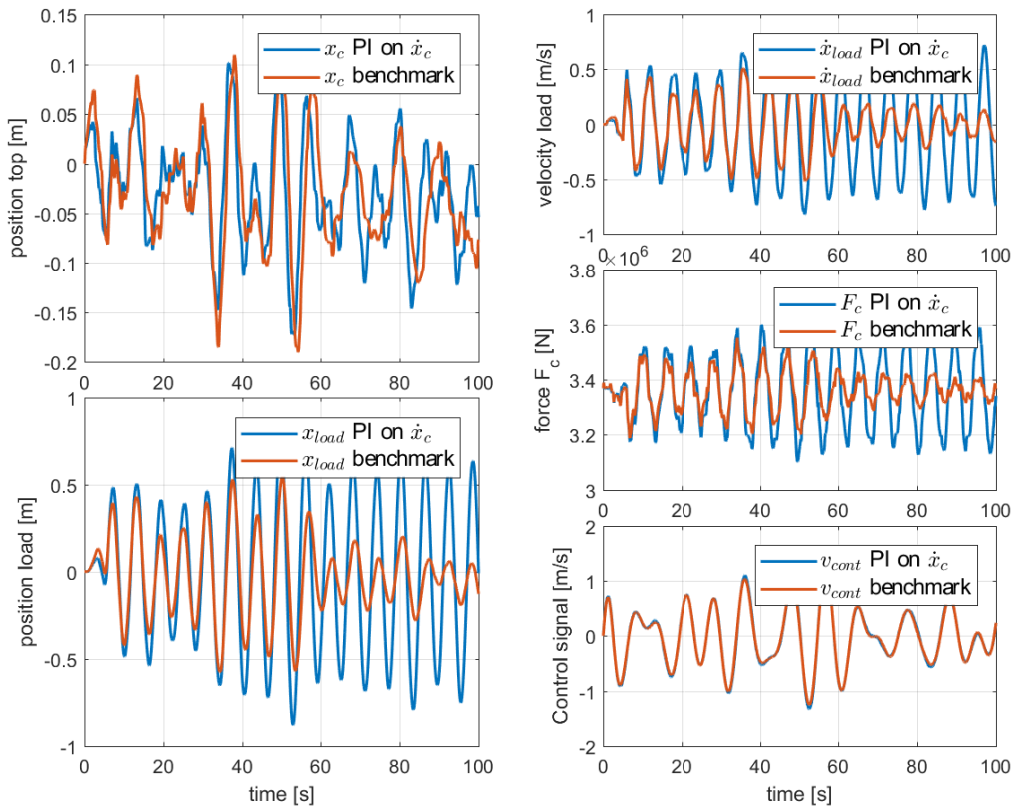 0.15
0.1
0.05
0
-0.05
-0.1
-0.15
-0.2
0 20 40 60 80 100
position top [m]
x_c PI on ẋ_c
x_c benchmark
1
0.5
0
-0.5
-1
0 20 40 60 80 100
position load [m]
time [s]
x_load PI on ẋ_c
x_load benchmark
1
0.5
0
-0.5
-1
0 20 40 60 80 100
velocity load [m/s]
ẋ_load PI on ẋ_c
ẋ_load benchmark
×10^6
3.8
3.6
3.4
3.2
3
0 20 40 60 80 100
force F_c [N]
F_c PI on ẋ_c
F_c benchmark
2
1
0
-1
-2
0 20 40 60 80 100
Control signal [m/s]
time [s]
v_cont PI on ẋ_c
v_cont benchmark